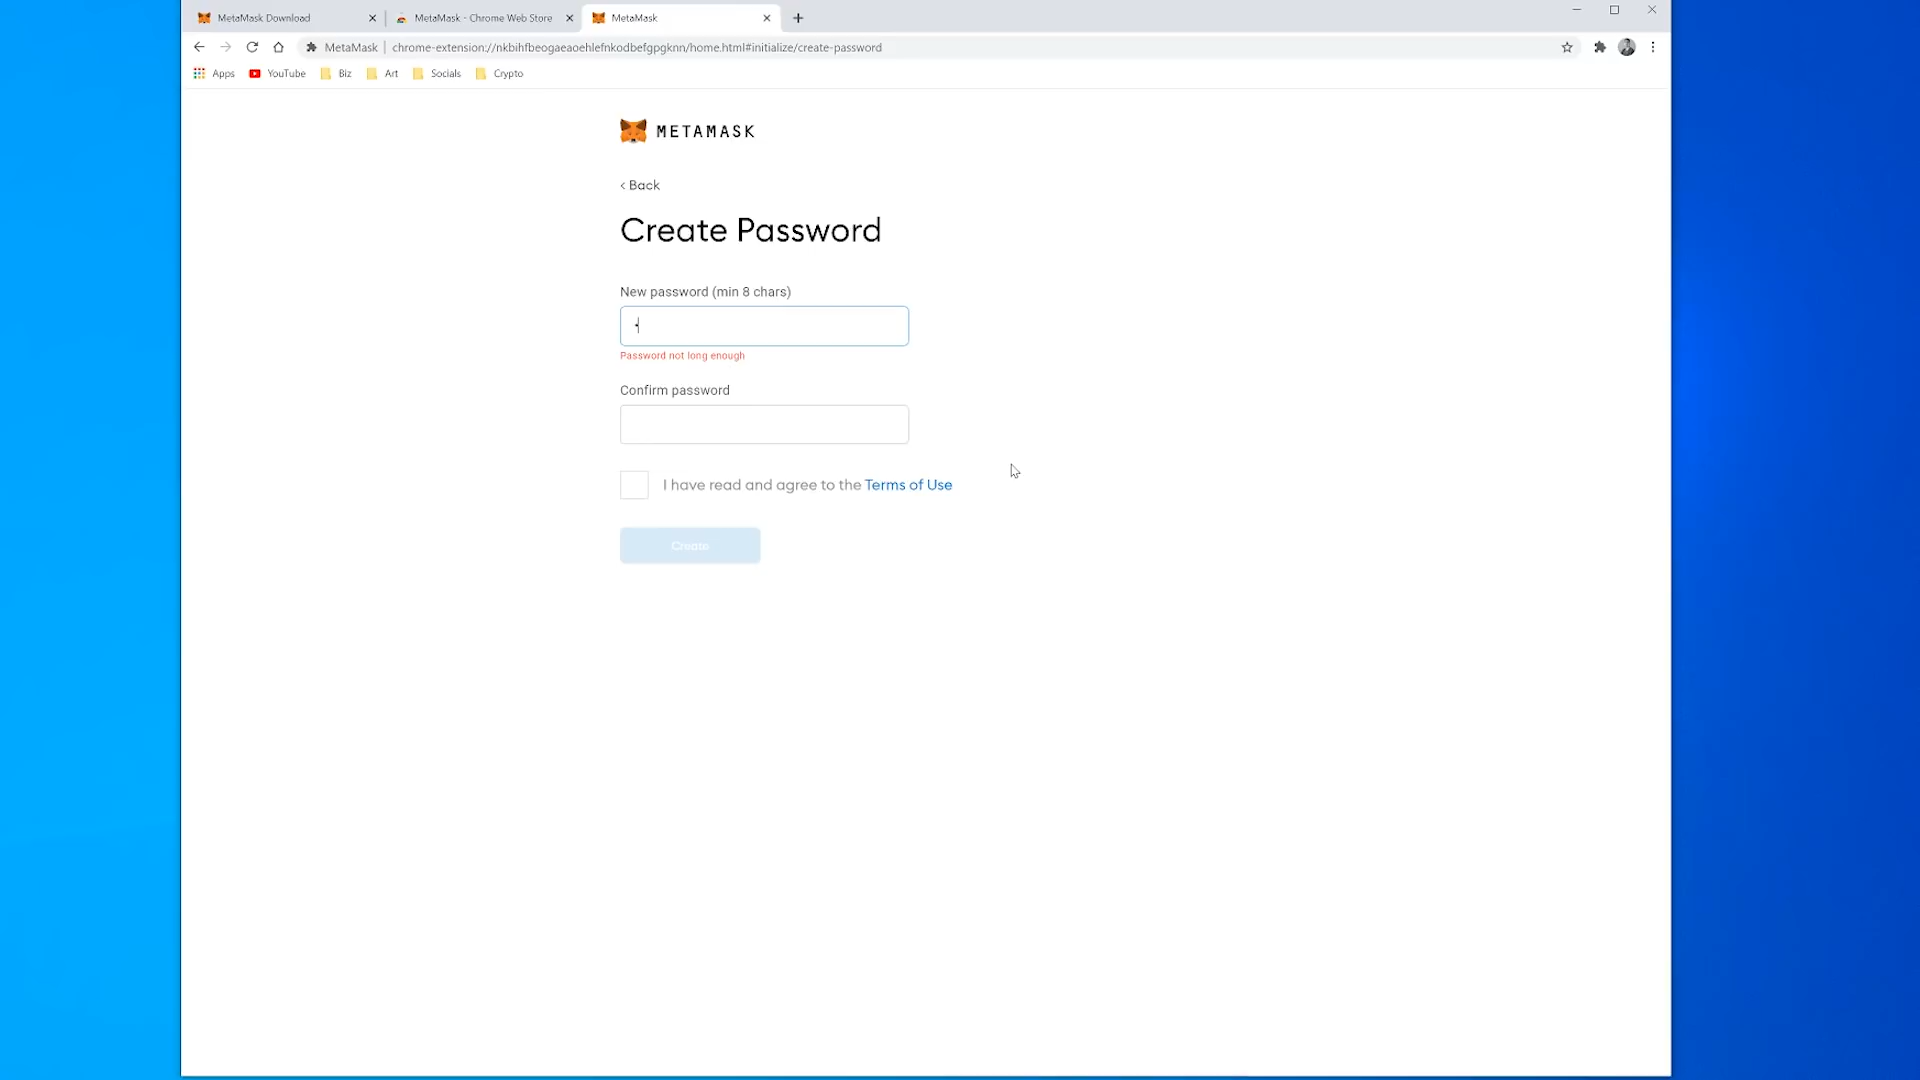 MetaMask Download
MetaMask - Chrome Web Store
MetaMask
MetaMask
chrome-extension://nkbihfbeogaeaoehlefnkodbefgpgknn/home.html#initialize/create-password
Apps
YouTube
Biz
Art
Socials
Crypto
METAMASK
< Back
Create Password
New password (min 8 chars)
Password not long enough
Confirm password
I have read and agree to the Terms of Use
Create